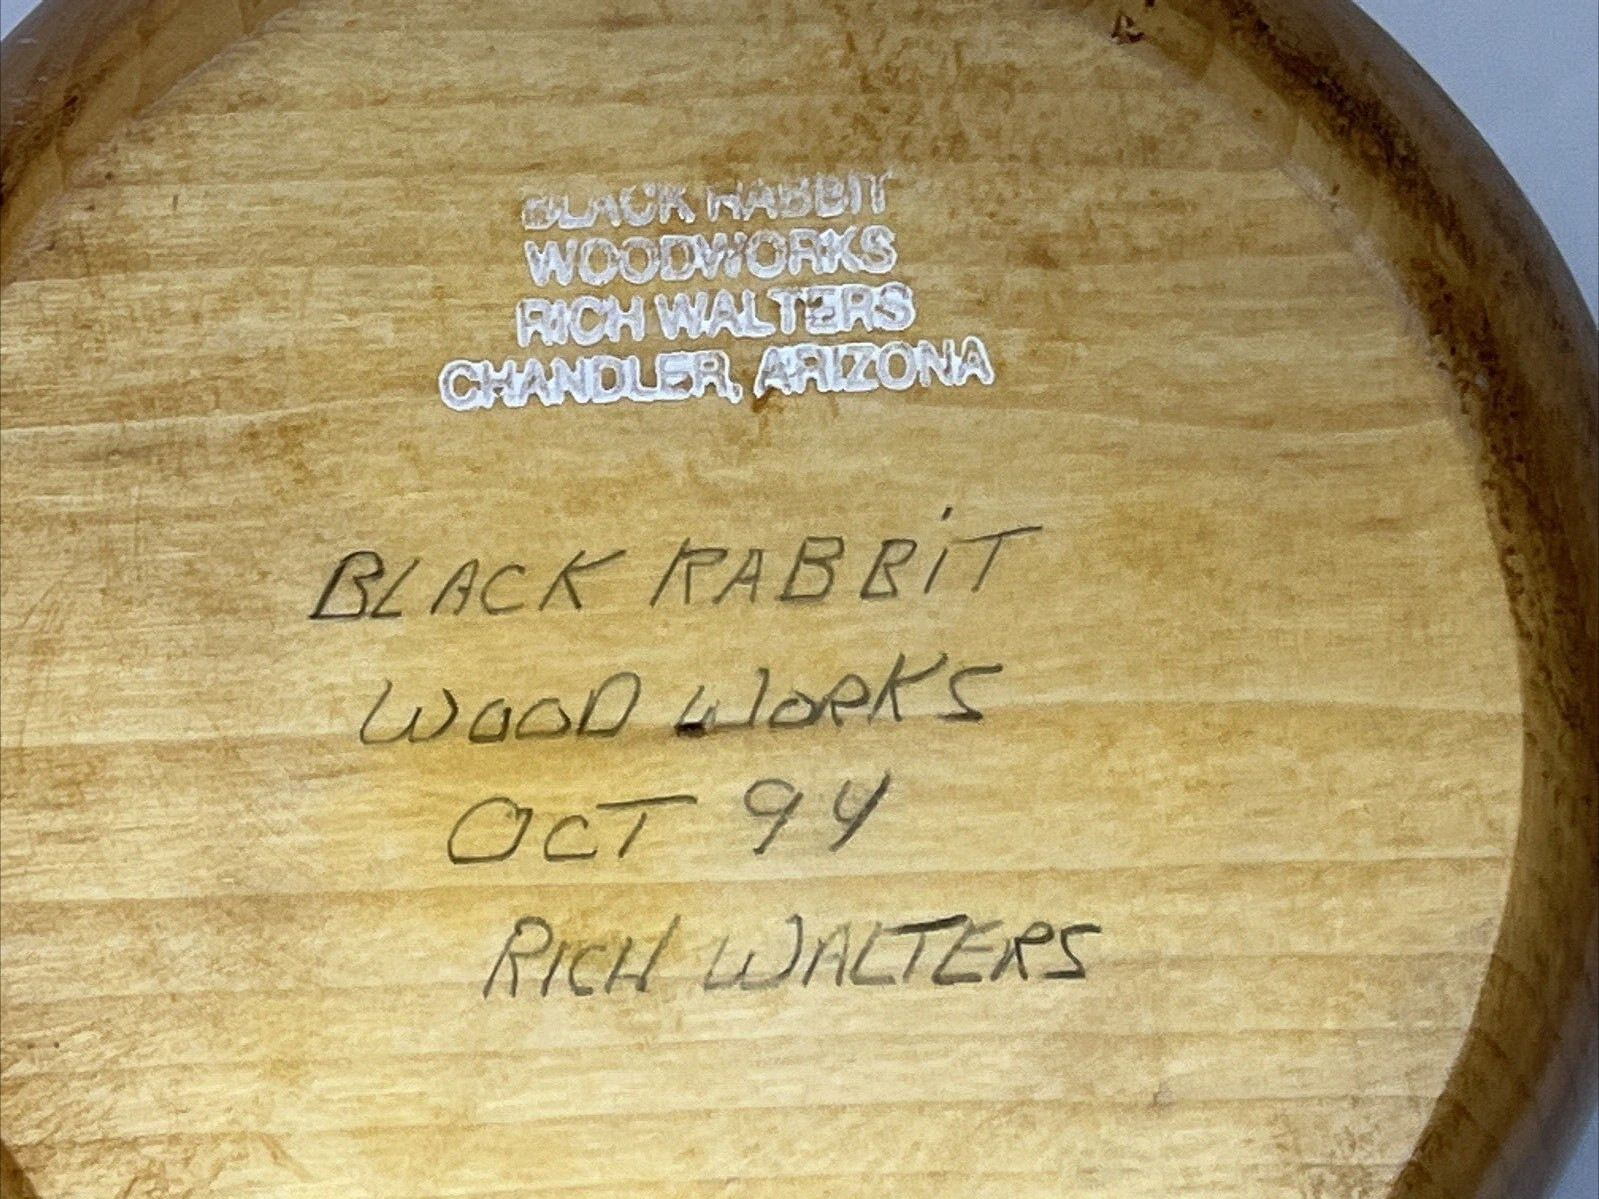 BLACK RABBIT
WOODWORKS
RICH WALTERS
CHANDLER, ARIZONA
BLACK RABBiT
WOOD WORKS
OCT 94
RICH WALTERS